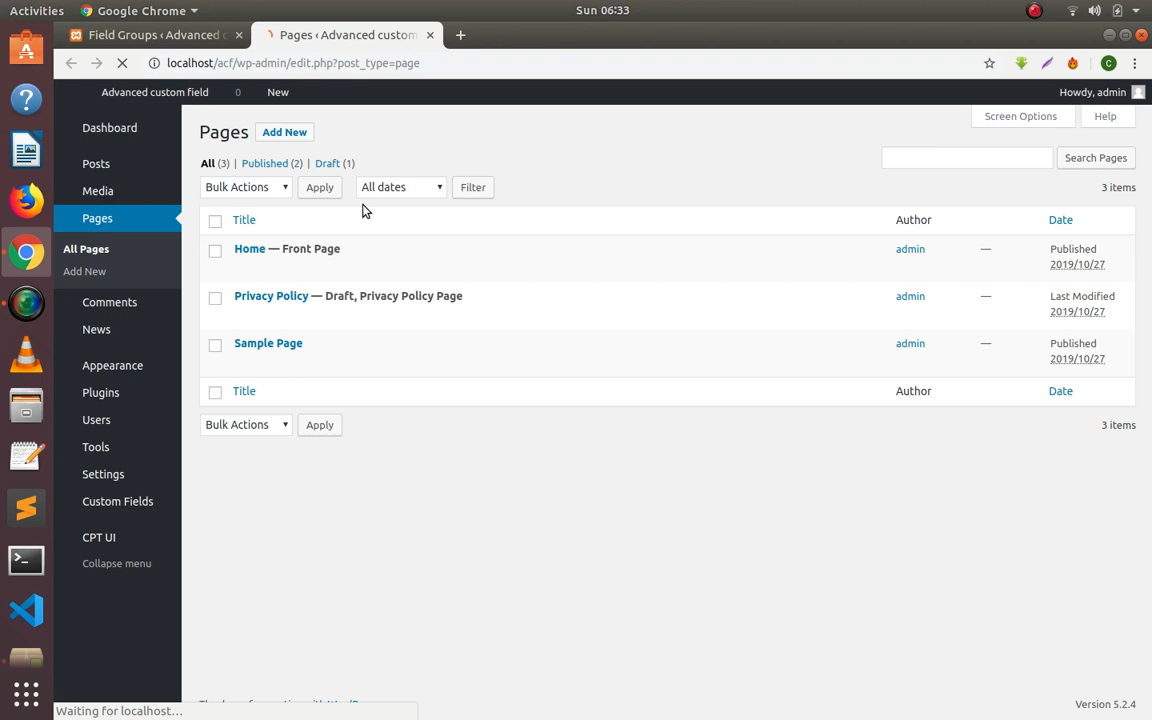 Activities Google Chrome Sun 06:33
Field Groups ‹ Advanced c Pages ‹ Advanced custom
localhost/acf/wp-admin/edit.php?post_type=page C
Advanced custom field 0 New Howdy, admin
Screen Options Help
Dashboard
Posts
Media
Pages
All Pages
Add New
Comments
News
Appearance
Plugins
Users
Tools
Settings
Custom Fields
CPT UI
Collapse menu
Pages Add New
All (3) | Published (2) | Draft (1) Search Pages
Bulk Actions Apply All dates Filter 3 items
Title Author Date
Home — Front Page admin — Published
2019/10/27
Privacy Policy — Draft, Privacy Policy Page admin — Last Modified
2019/10/27
Sample Page admin — Published
2019/10/27
Title Author Date
Bulk Actions Apply 3 items
Version 5.2.4
Waiting for localhost...